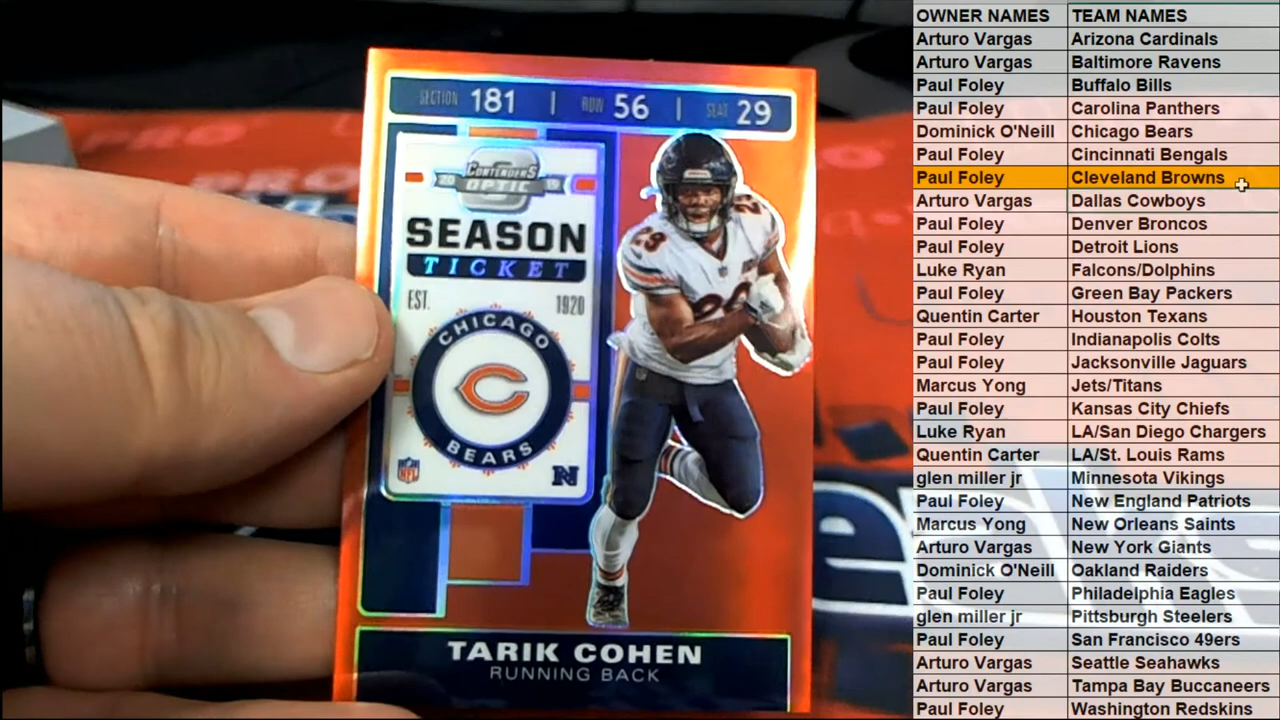 SECTION 181 | ROW 56 | SEAT 29
CONTENDERS
OPTIC
20 19
SEASON
TICKET
EST. 1920
CHICAGO
BEARS
NFL
N
29
TARIK COHEN
RUNNING BACK
PRO
OWNER NAMES TEAM NAMES
Arturo Vargas Arizona Cardinals
Arturo Vargas Baltimore Ravens
Paul Foley Buffalo Bills
Paul Foley Carolina Panthers
Dominick O'Neill Chicago Bears
Paul Foley Cincinnati Bengals
Paul Foley Cleveland Browns
Arturo Vargas Dallas Cowboys
Paul Foley Denver Broncos
Paul Foley Detroit Lions
Luke Ryan Falcons/Dolphins
Paul Foley Green Bay Packers
Quentin Carter Houston Texans
Paul Foley Indianapolis Colts
Paul Foley Jacksonville Jaguars
Marcus Yong Jets/Titans
Paul Foley Kansas City Chiefs
Luke Ryan LA/San Diego Chargers
Quentin Carter LA/St. Louis Rams
glen miller jr Minnesota Vikings
Paul Foley New England Patriots
Marcus Yong New Orleans Saints
Arturo Vargas New York Giants
Dominick O'Neill Oakland Raiders
Paul Foley Philadelphia Eagles
glen miller jr Pittsburgh Steelers
Paul Foley San Francisco 49ers
Arturo Vargas Seattle Seahawks
Arturo Vargas Tampa Bay Buccaneers
Paul Foley Washington Redskins